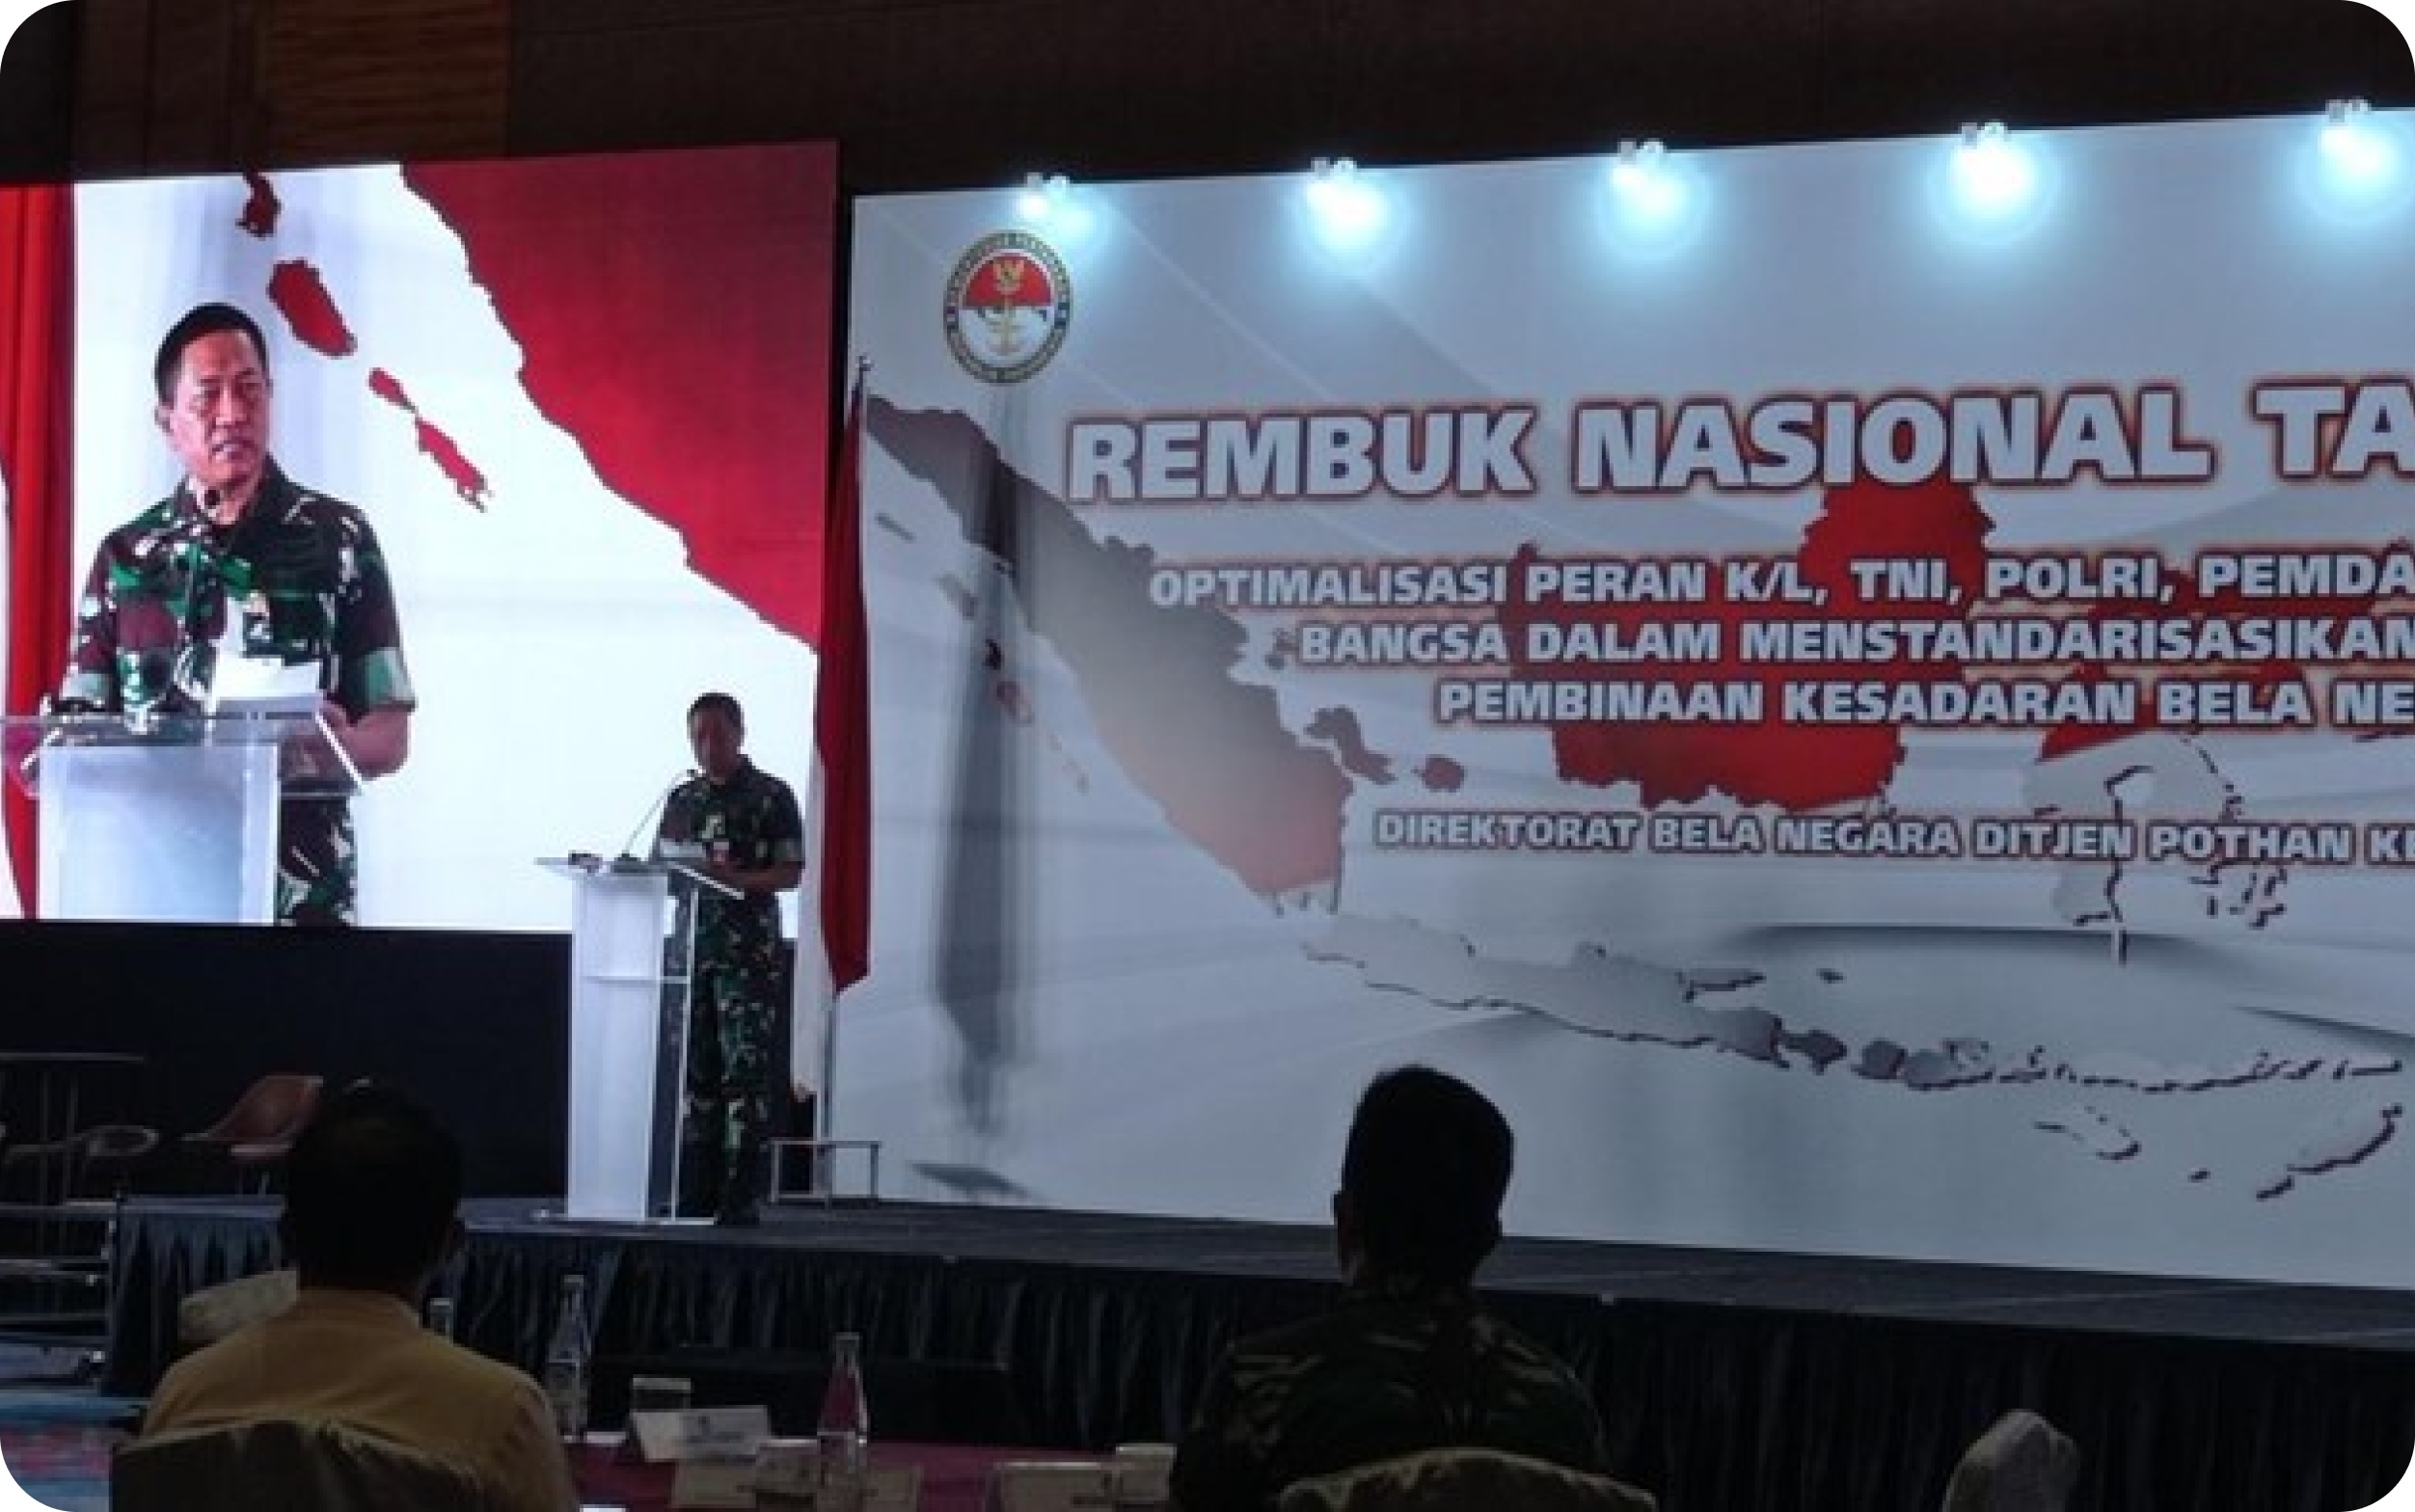 REMBUK NASIONAL TA
OPTIMALISASI PERAN K/L, TNI, POLRI, PEMDA
BANGSA DALAM MENSTANDARISASIKAN
PEMBINAAN KESADARAN BELA NE
DIREKTORAT BELA NEGARA DITJEN POTHAN KE